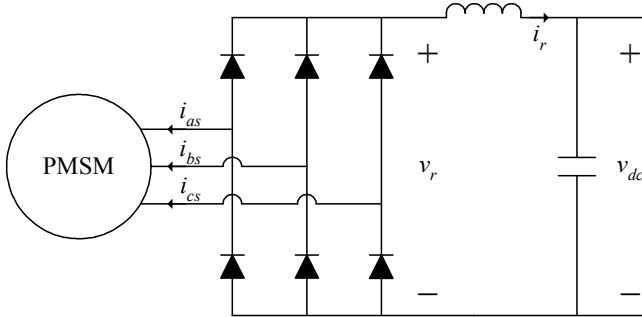 i_r
+ +
i_as
PMSM
i_bs
v_r
v_dc
i_cs
− −